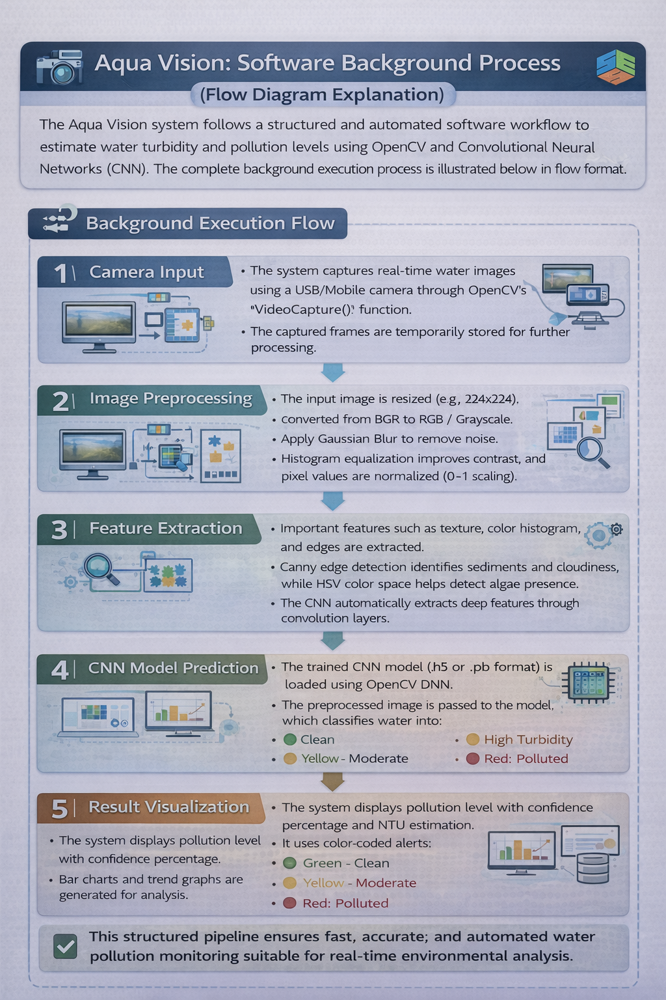 Aqua Vision: Software Background Process
(Flow Diagram Explanation)
The Aqua Vision system follows a structured and automated software workflow to
estimate water turbidity and pollution levels using OpenCV and Convolutional Neural
Networks (CNN). The complete background execution process is illustrated below in flow format.
Background Execution Flow
1 Camera Input
• The system captures real-time water images
using a USB/Mobile camera through OpenCV's
"VideoCapture()" function.
• The captured frames are temporarily stored for further
processing.
2 Image Preprocessing
• The input image is resized (e.g, 224x224).
• converted from BGR to RGB / Grayscale.
• Apply Gaussian Blur to remove noise.
• Histogram equalization improves contrast, and
pixel values are normalized (0-1 scaling).
3 Feature Extraction
• Important features such as texture, color histogram,
and edges are extracted.
• Canny edge detection identifies sediments and cloudiness,
while HSV color space helps detect algae presence.
• The CNN automatically extracts deep features through
convolution layers.
4 CNN Model Prediction
• The trained CNN model (.h5 or .pb format) is
loaded using OpenCV DNN.
• The preprocessed image is passed to the model,
which classifies water into:
• Clean
• High Turbidity
• Yellow - Moderate
• Red: Polluted
5 Result Visualization
• The system displays pollution level
with confidence percentage.
• Bar charts and trend graphs are
generated for analysis.
• The system displays pollution level with confidence
percentage and NTU estimation.
• It uses color-coded alerts:
• Green - Clean
• Yellow - Moderate
• Red: Polluted
This structured pipeline ensures fast, accurate; and automated water
pollution monitoring suitable for real-time environmental analysis.